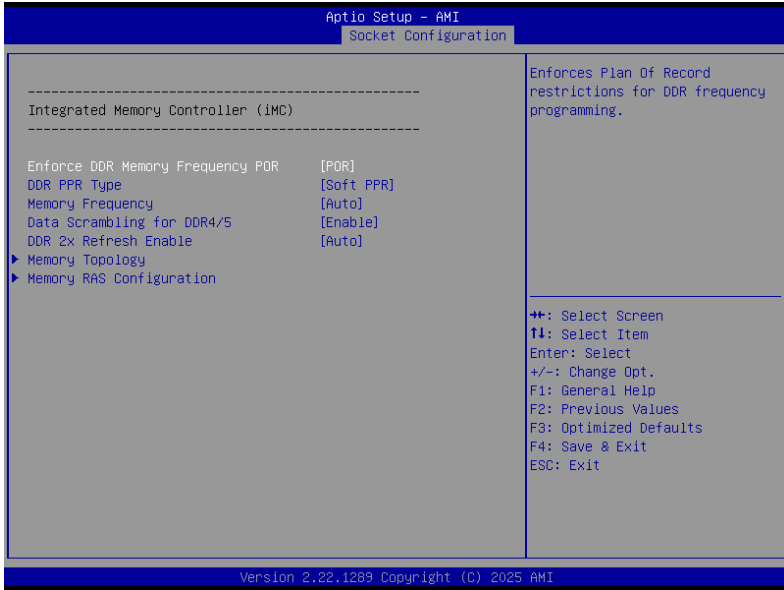 Aptio Setup - AMI
Socket Configuration
------------------------------------------------
Integrated Memory Controller (iMC)
------------------------------------------------
Enforce DDR Memory Frequency POR [POR]
DDR PPR Type [Soft PPR]
Memory Frequency [Auto]
Data Scrambling for DDR4/5 [Enable]
DDR 2x Refresh Enable [Auto]
Memory Topology
Memory RAS Configuration
Enforces Plan Of Record
restrictions for DDR frequency
programming.
→←: Select Screen
↑↓: Select Item
Enter: Select
+/-: Change Opt.
F1: General Help
F2: Previous Values
F3: Optimized Defaults
F4: Save & Exit
ESC: Exit
Version 2.22.1289 Copyright (C) 2025 AMI